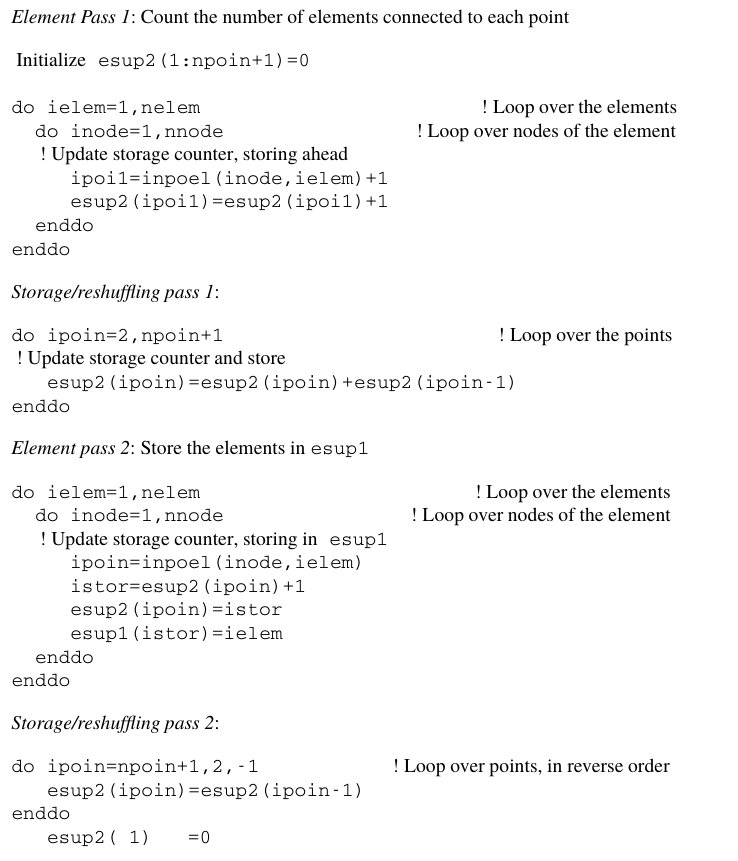 Element Pass 1: Count the number of elements connected to each point
Initialize esup2(1:npoin+1)=0
do ielem=1,nelem ! Loop over the elements
do inode=1,nnode ! Loop over nodes of the element
! Update storage counter, storing ahead
ipoi1=inpoel(inode,ielem)+1
esup2(ipoi1)=esup2(ipoi1)+1
enddo
enddo
Storage/reshuffling pass 1:
do ipoin=2,npoin+1 ! Loop over the points
! Update storage counter and store
esup2(ipoin)=esup2(ipoin)+esup2(ipoin-1)
enddo
Element pass 2: Store the elements in esup1
do ielem=1,nelem ! Loop over the elements
do inode=1,nnode ! Loop over nodes of the element
! Update storage counter, storing in esup1
ipoin=inpoel(inode,ielem)
istor=esup2(ipoin)+1
esup2(ipoin)=istor
esup1(istor)=ielem
enddo
enddo
Storage/reshuffling pass 2:
do ipoin=npoin+1,2,-1 ! Loop over points, in reverse order
esup2(ipoin)=esup2(ipoin-1)
enddo
esup2( 1) =0